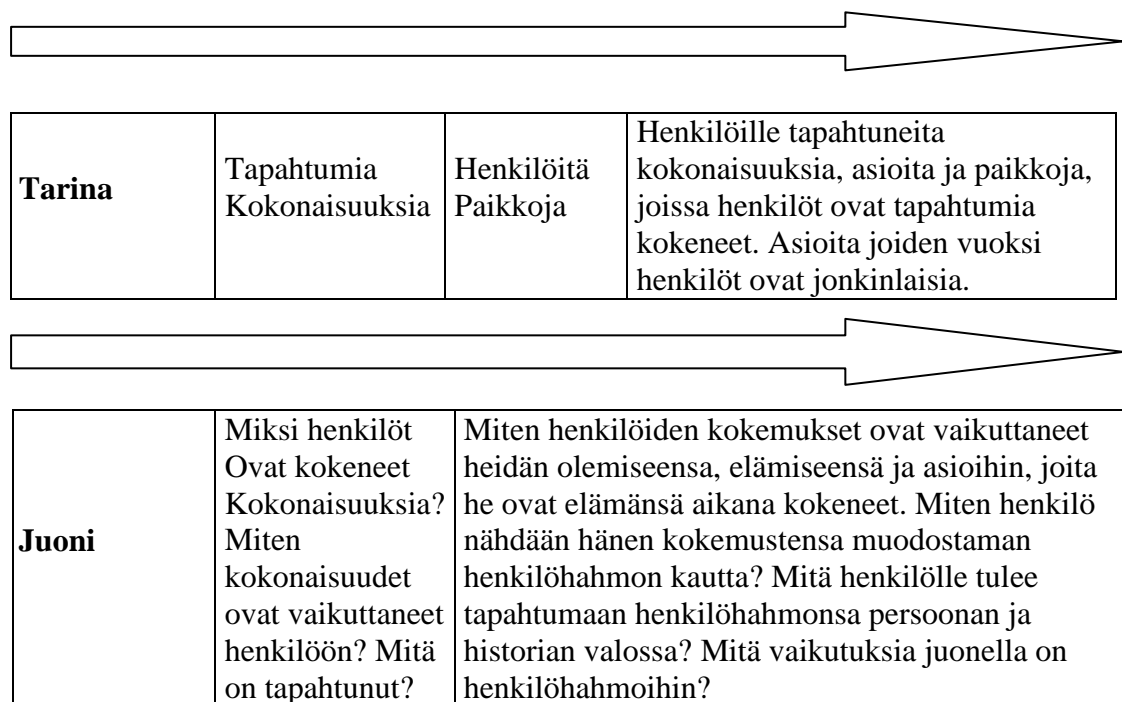 Tarina
Tapahtumia
Kokonaisuuksia
Henkilöitä
Paikkoja
Henkilöille tapahtuneita
kokonaisuuksia, asioita ja paikkoja,
joissa henkilöt ovat tapahtumia
kokeneet. Asioita joiden vuoksi
henkilöt ovat jonkinlaisia.
Juoni
Miksi henkilöt
Ovat kokeneet
Kokonaisuuksia?
Miten
kokonaisuudet
ovat vaikuttaneet
henkilöön? Mitä
on tapahtunut?
Miten henkilöiden kokemukset ovat vaikuttaneet
heidän olemiseensa, elämiseensä ja asioihin, joita
he ovat elämänsä aikana kokeneet. Miten henkilö
nähdään hänen kokemustensa muodostaman
henkilöhahmon kautta? Mitä henkilölle tulee
tapahtumaan henkilöhahmonsa persoonan ja
historian valossa? Mitä vaikutuksia juonella on
henkilöhahmoihin?